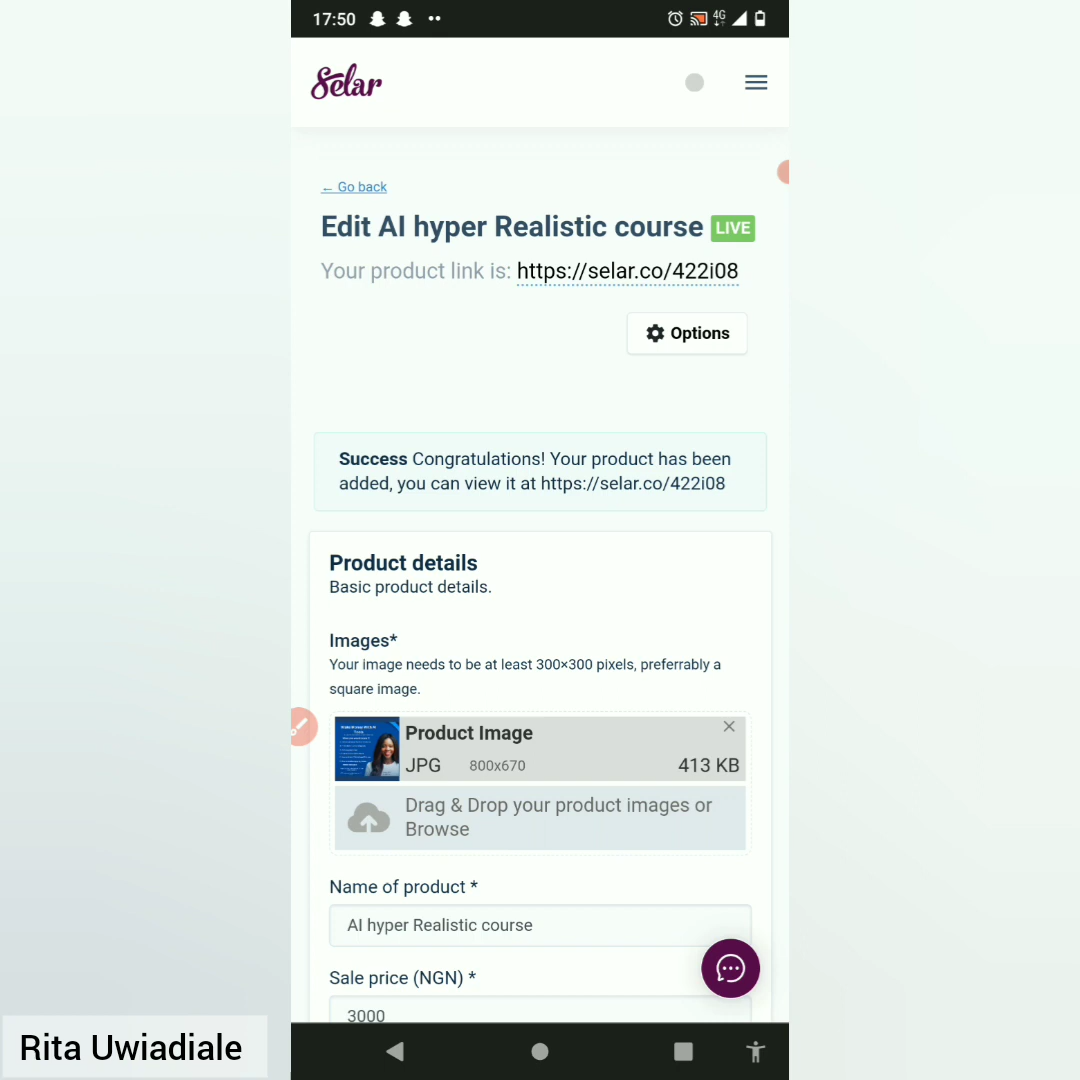 17:50
4G
Selar
← Go back
Edit AI hyper Realistic course LIVE
Your product link is: https://selar.co/422i08
Options
Success Congratulations! Your product has been
added, you can view it at https://selar.co/422i08
Product details
Basic product details.
Images*
Your image needs to be at least 300×300 pixels, preferrably a
square image.
Product Image
JPG 800x670 413 KB
Drag & Drop your product images or
Browse
Name of product *
AI hyper Realistic course
Sale price (NGN) *
3000
Rita Uwiadiale